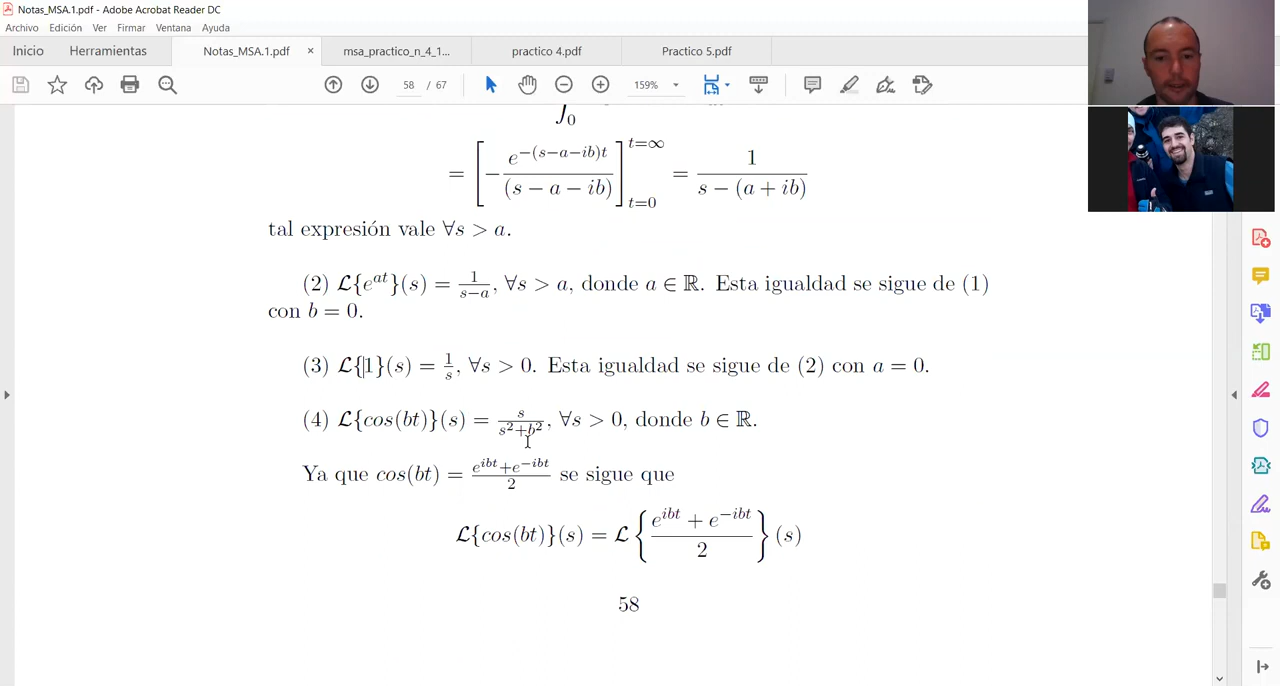 Notas_MSA.1.pdf - Adobe Acrobat Reader DC
Archivo Edición Ver Firmar Ventana Ayuda
Inicio Herramientas Notas_MSA.1.pdf × msa_practico_n_4_1... practico 4.pdf Practico 5.pdf
58 / 67 159%
J_0
= [ − e^{−(s−a−ib)t} / (s − a − ib) ]_{t=0}^{t=∞} = 1 / (s − (a + ib))
tal expresión vale ∀s > a.
(2) ℒ{e^{at}}(s) = 1/(s−a), ∀s > a, donde a ∈ ℝ. Esta igualdad se sigue de (1)
con b = 0.
(3) ℒ{1}(s) = 1/s, ∀s > 0. Esta igualdad se sigue de (2) con a = 0.
(4) ℒ{cos(bt)}(s) = s/(s²+b²), ∀s > 0, donde b ∈ ℝ.
Ya que cos(bt) = (e^{ibt}+e^{−ibt})/2 se sigue que
ℒ{cos(bt)}(s) = ℒ { (e^{ibt} + e^{−ibt}) / 2 } (s)
58